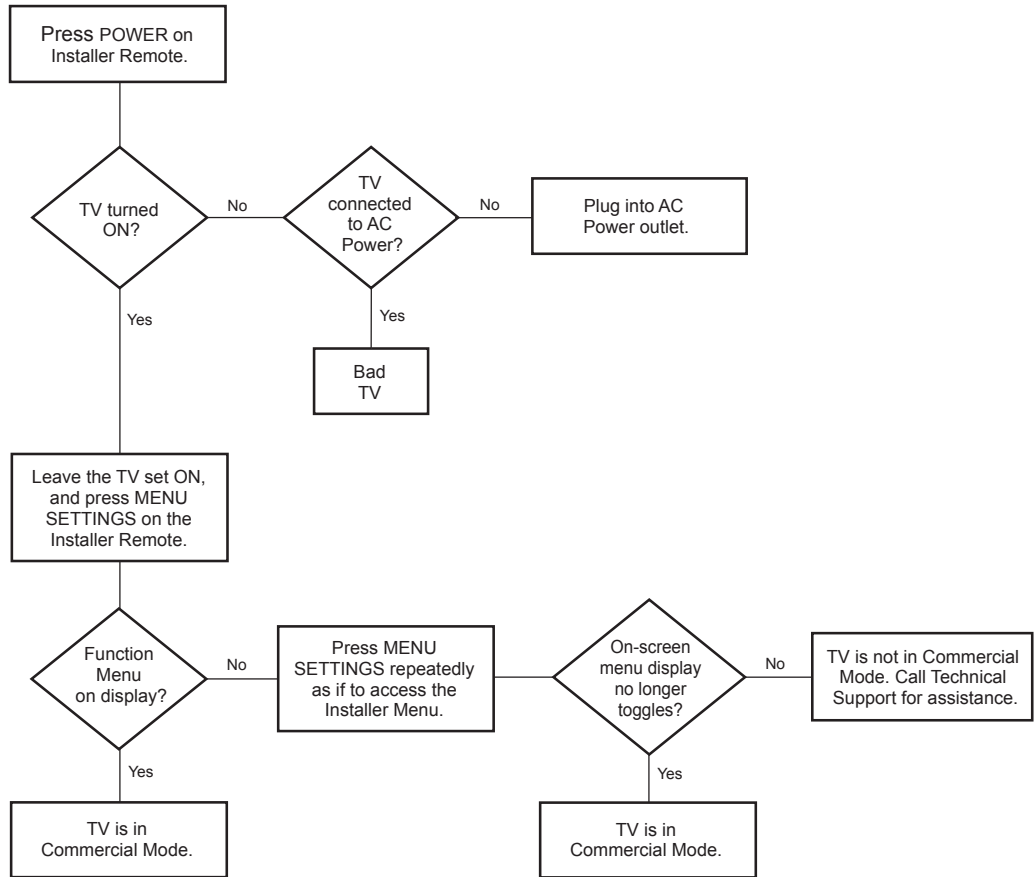 Press POWER on
Installer Remote.
TV turned
ON?
No
TV
connected
to AC
Power?
No
Plug into AC
Power outlet.
Yes
Yes
Bad
TV
Leave the TV set ON,
and press MENU
SETTINGS on the
Installer Remote.
Function
Menu
on display?
No
Press MENU
SETTINGS repeatedly
as if to access the
Installer Menu.
On-screen
menu display
no longer
toggles?
No
TV is not in Commercial
Mode. Call Technical
Support for assistance.
Yes
Yes
TV is in
Commercial Mode.
TV is in
Commercial Mode.